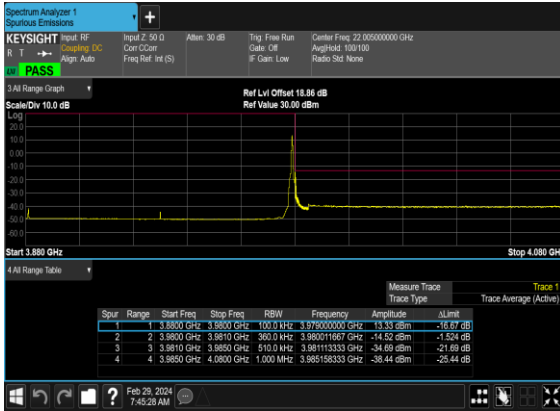 Spectrum Analyzer 1
Spurious Emissions
+
KEYSIGHT Input: RF Input Z: 50 Ω Atten: 30 dB Trig: Free Run Center Freq: 22.005000000 GHz
R T Coupling: DC Corr CCorr Gate: Off Avg|Hold: 100/100
Align: Auto Freq Ref: Int (S) IF Gain: Low Radio Std: None
PASS
3 All Range Graph
Ref Lvl Offset 18.86 dB
Scale/Div 10.0 dB Ref Value 30.00 dBm
Log
20.0
10.0
0.00
-10.0
-20.0
-30.0
-40.0
-50.0
-60.0
Start 3.880 GHz Stop 4.080 GH
4 All Range Table
Measure Trace Trace 1
Trace Type Trace Average (Active)
Spur Range Start Freq Stop Freq RBW Frequency Amplitude ΔLimit
1 1 3.8800 GHz 3.9800 GHz 100.0 kHz 3.979000000 GHz 13.33 dBm -16.67 dB
2 2 3.9800 GHz 3.9810 GHz 360.0 kHz 3.980011667 GHz -14.52 dBm -1.524 dB
3 3 3.9810 GHz 3.9850 GHz 510.0 kHz 3.981113333 GHz -34.69 dBm -21.69 dB
4 4 3.9850 GHz 4.0800 GHz 1.000 MHz 3.985158333 GHz -38.44 dBm -25.44 dB
?
Feb 29, 2024
7:45:28 AM